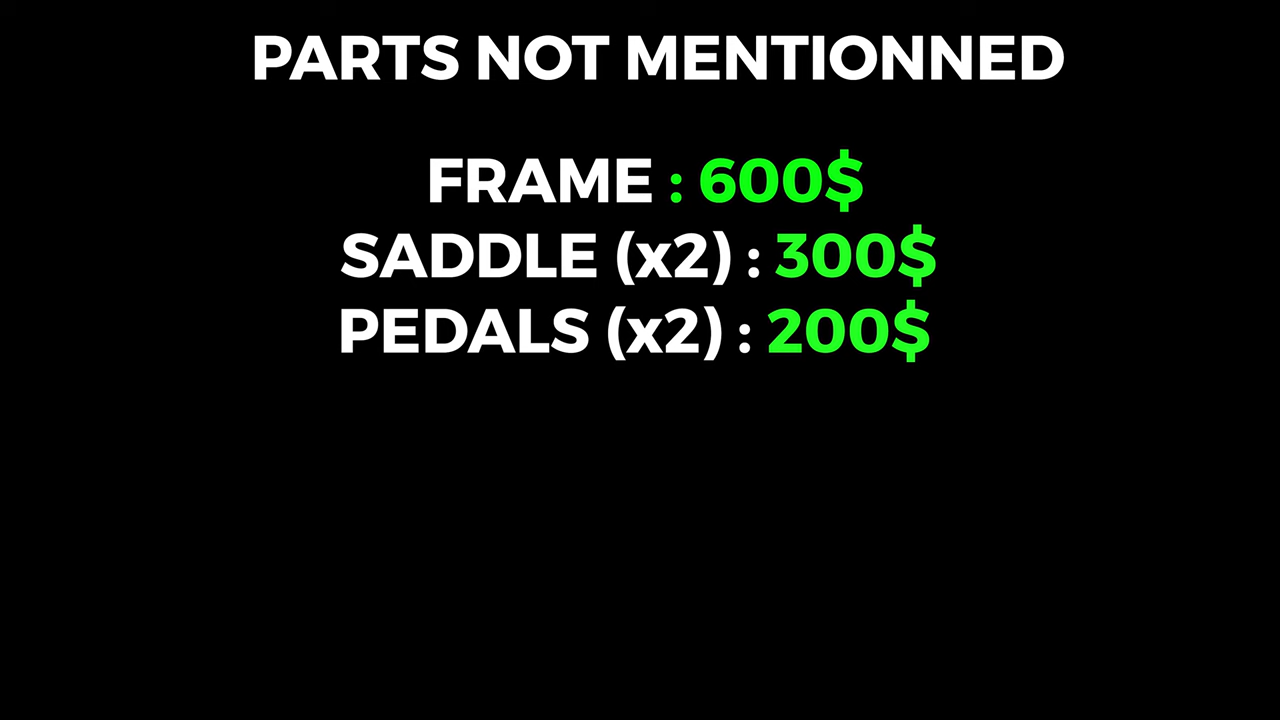 PARTS NOT MENTIONNED
FRAME : 600$
SADDLE (x2) : 300$
PEDALS (x2) : 200$